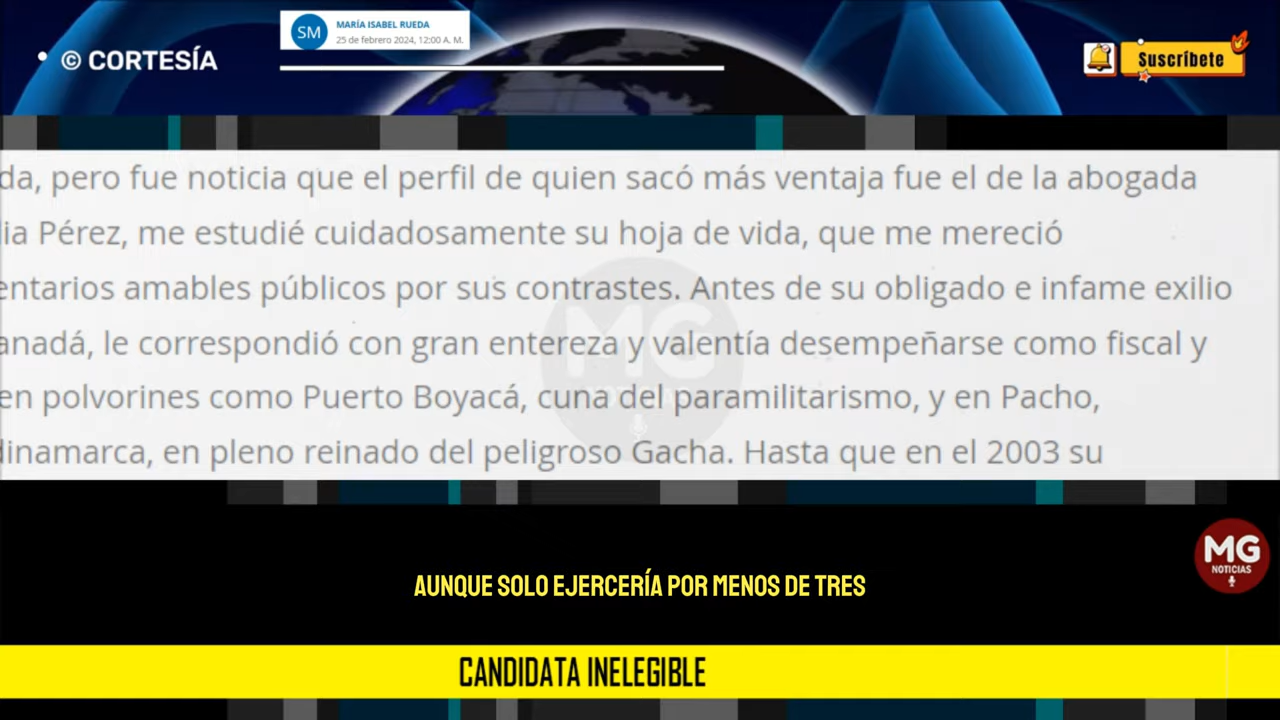 SM
MARÍA ISABEL RUEDA
25 de febrero 2024, 12:00 A. M.
© CORTESÍA
Suscríbete
da, pero fue noticia que el perfil de quien sacó más ventaja fue el de la abogada
lia Pérez, me estudié cuidadosamente su hoja de vida, que me mereció
entarios amables públicos por sus contrastes. Antes de su obligado e infame exilio
anadá, le correspondió con gran entereza y valentía desempeñarse como fiscal y
en polvorines como Puerto Boyacá, cuna del paramilitarismo, y en Pacho,
dinamarca, en pleno reinado del peligroso Gacha. Hasta que en el 2003 su
MG
NOTICIAS
AUNQUE SOLO EJERCERÍA POR MENOS DE TRES
CANDIDATA INELEGIBLE